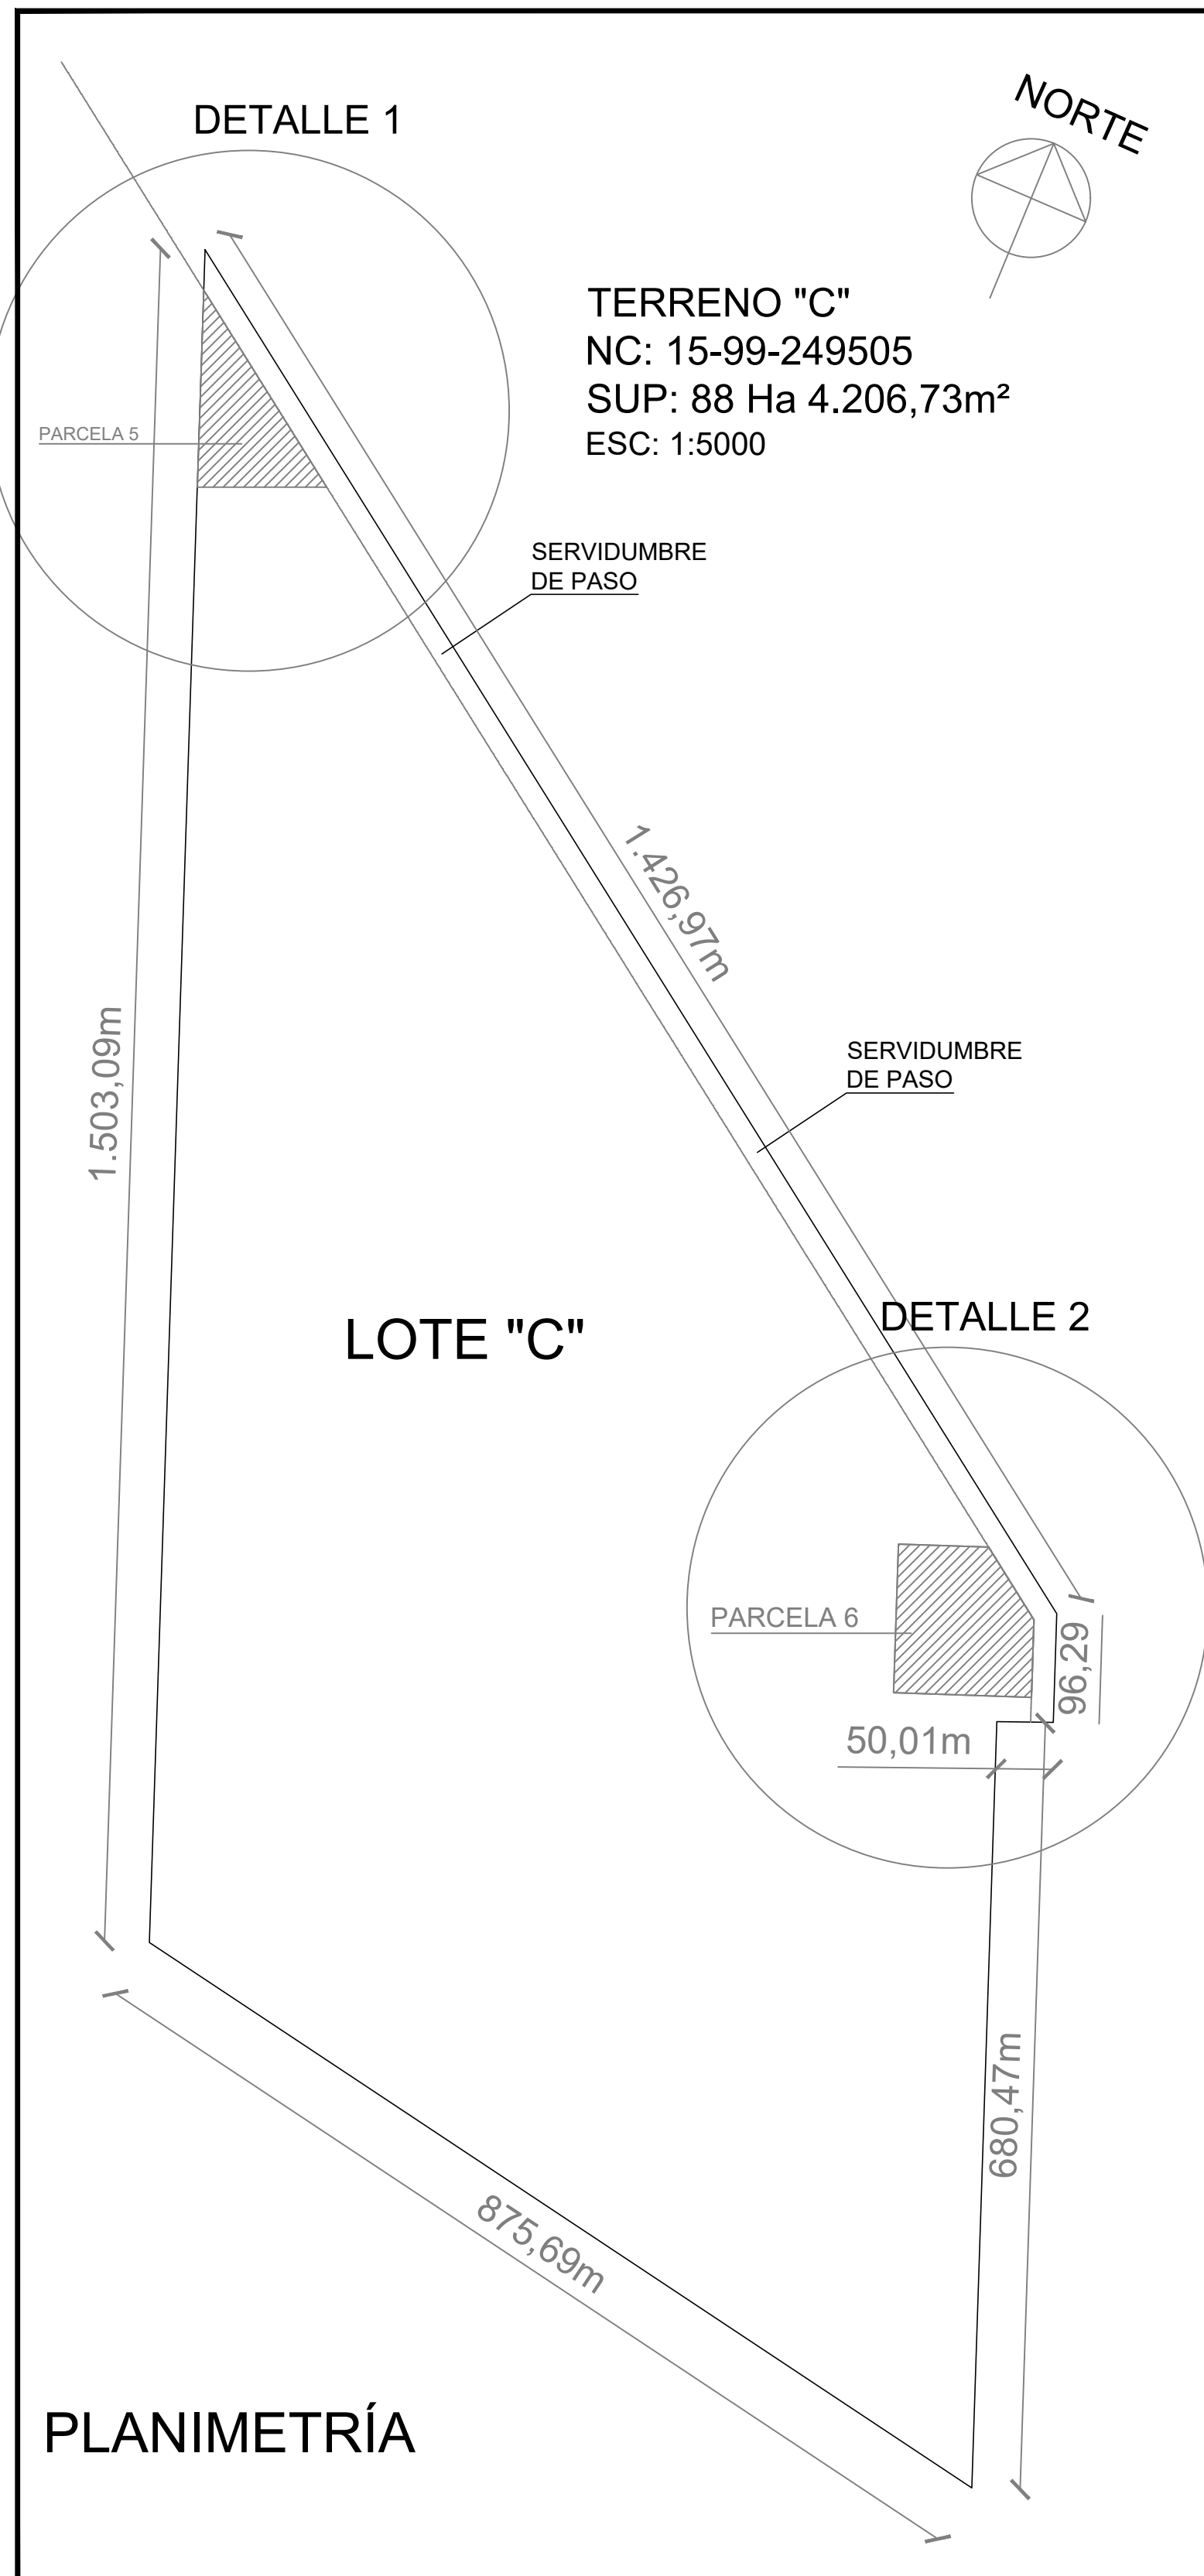 DETALLE 1
NORTE
TERRENO "C"
NC: 15-99-249505
SUP: 88 Ha 4.206,73m²
ESC: 1:5000
PARCELA 5
SERVIDUMBRE
DE PASO
1.426,97m
1.503,09m
SERVIDUMBRE
DE PASO
DETALLE 2
LOTE "C"
PARCELA 6
96,29
50,01m
680,47m
875,69m
PLANIMETRÍA